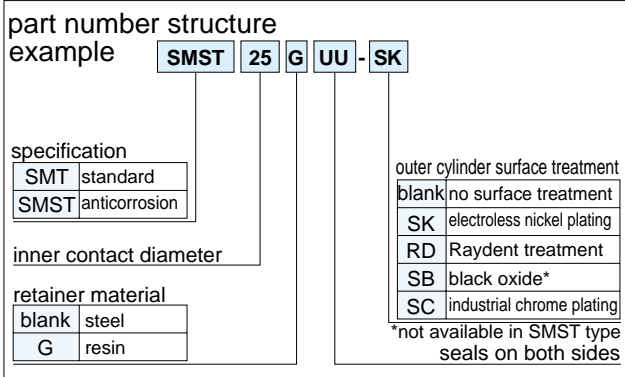 part number structure
example SMST 25 G UU - SK
specification
SMT standard
SMST anticorrosion
inner contact diameter
retainer material
blank steel
G resin
outer cylinder surface treatment
blank no surface treatment
SK electroless nickel plating
RD Raydent treatment
SB black oxide*
SC industrial chrome plating
*not available in SMST type
seals on both sides